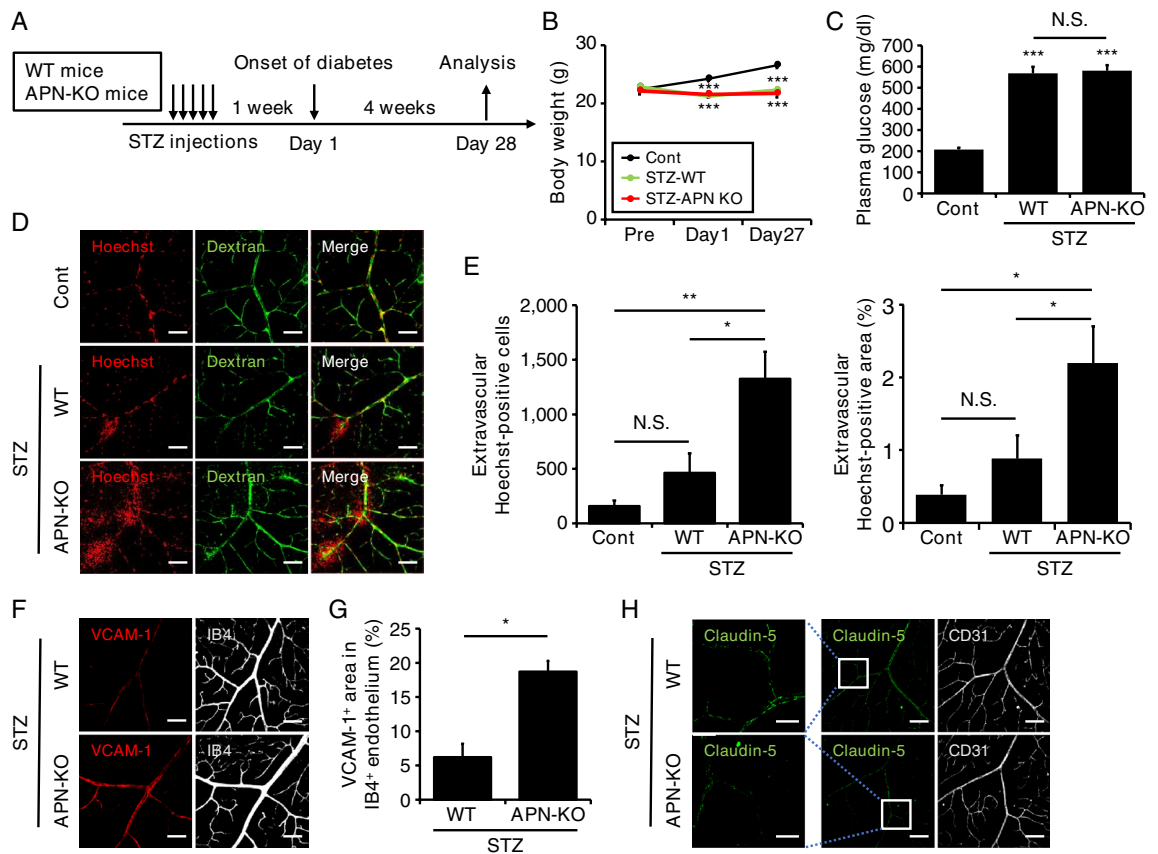 A
WT mice
APN-KO mice
Onset of diabetes
Analysis
1 week
4 weeks
STZ injections
Day 1
Day 28
B
Body weight (g)
30
20
10
0
***
***
***
***
Cont
STZ-WT
STZ-APN KO
Pre
Day1
Day27
C
N.S.
***
***
Plasma glucose (mg/dl)
700
600
500
400
300
200
100
0
Cont
WT
APN-KO
STZ
D
Hoechst
Dextran
Merge
Cont
Hoechst
Dextran
Merge
WT
STZ
Hoechst
Dextran
Merge
APN-KO
E
Extravascular
Hoechst-positive cells
2,000
1,500
1,000
500
0
**
*
N.S.
Cont
WT
APN-KO
STZ
Extravascular
Hoechst-positive area (%)
3
2
1
0
*
*
N.S.
Cont
WT
APN-KO
STZ
F
VCAM-1
IB4
WT
STZ
VCAM-1
IB4
APN-KO
G
VCAM-1+ area in
IB4+ endothelium (%)
25
20
15
10
5
0
*
WT
APN-KO
STZ
H
Claudin-5
Claudin-5
CD31
WT
STZ
Claudin-5
Claudin-5
CD31
APN-KO